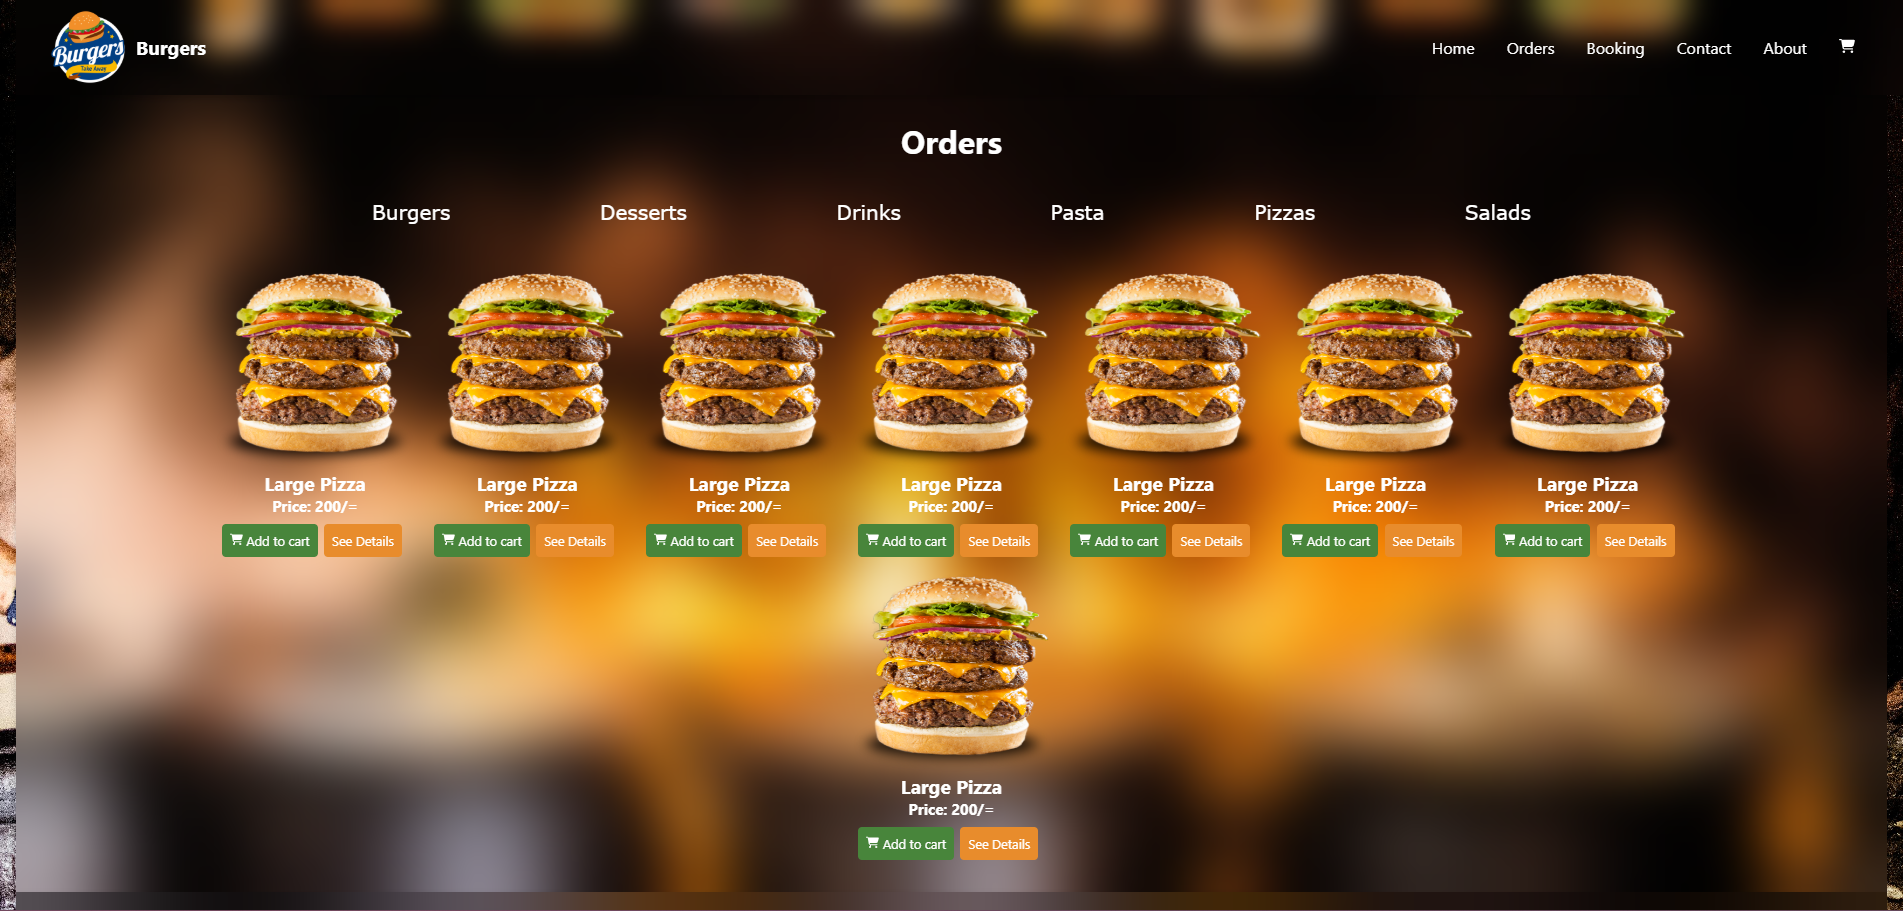 Burgers
Take Away
Burgers
Home Orders Booking Contact About
Orders
Burgers Desserts Drinks Pasta Pizzas Salads
Large Pizza Large Pizza Large Pizza Large Pizza Large Pizza Large Pizza Large Pizza
Price: 200/= Price: 200/= Price: 200/= Price: 200/= Price: 200/= Price: 200/= Price: 200/=
Add to cart See Details Add to cart See Details Add to cart See Details Add to cart See Details Add to cart See Details Add to cart See Details Add to cart See Details
Large Pizza
Price: 200/=
Add to cart See Details